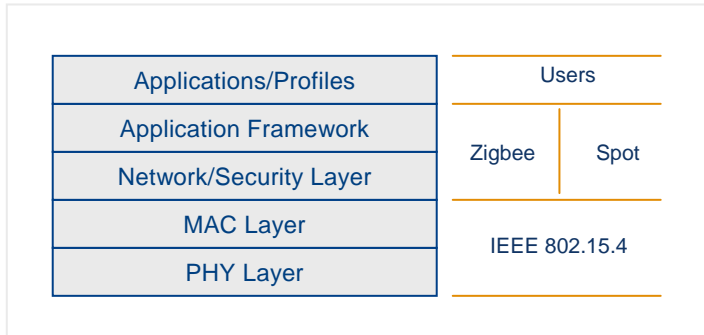 Applications/Profiles
Users
Application Framework
Zigbee
Spot
Network/Security Layer
MAC Layer
IEEE 802.15.4
PHY Layer